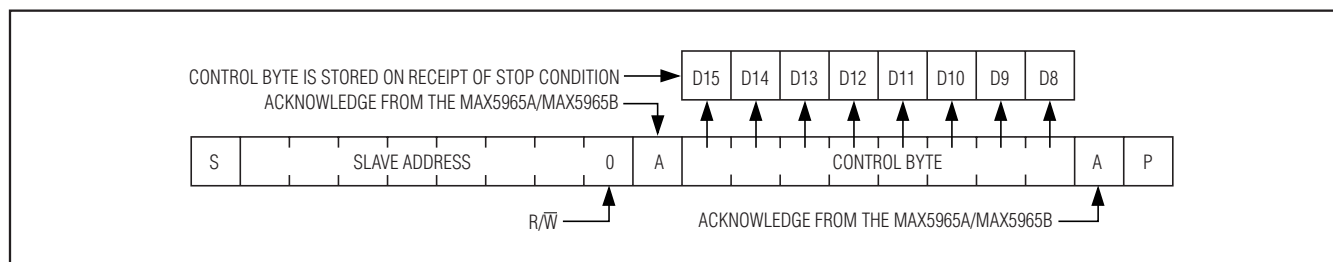 CONTROL BYTE IS STORED ON RECEIPT OF STOP CONDITION
D15 D14 D13 D12 D11 D10 D9 D8
ACKNOWLEDGE FROM THE MAX5965A/MAX5965B
S SLAVE ADDRESS 0 A CONTROL BYTE A P
R/W̅
ACKNOWLEDGE FROM THE MAX5965A/MAX5965B